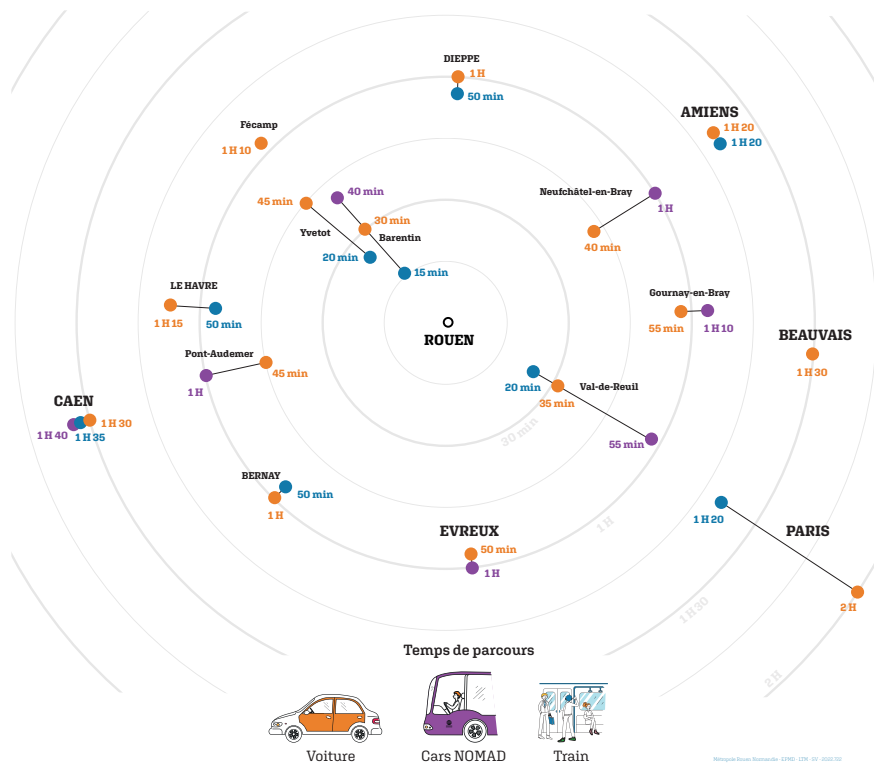 DIEPPE
1 H
50 min
AMIENS
1 H 20
1 H 20
Fécamp
1 H 10
40 min
45 min
30 min
Yvetot
Barentin
20 min
15 min
Neufchâtel-en-Bray
1 H
40 min
LE HAVRE
1 H 15
50 min
ROUEN
Gournay-en-Bray
55 min
1 H 10
BEAUVAIS
1 H 30
Pont-Audemer
45 min
1 H
20 min
Val-de-Reuil
35 min
55 min
30 min
CAEN
1 H 30
1 H 40
1 H 35
BERNAY
50 min
1 H
EVREUX
50 min
1 H
1 H
1 H 20
PARIS
2 H
1 H 30
2 H
Temps de parcours
Voiture
Cars NOMAD
Train